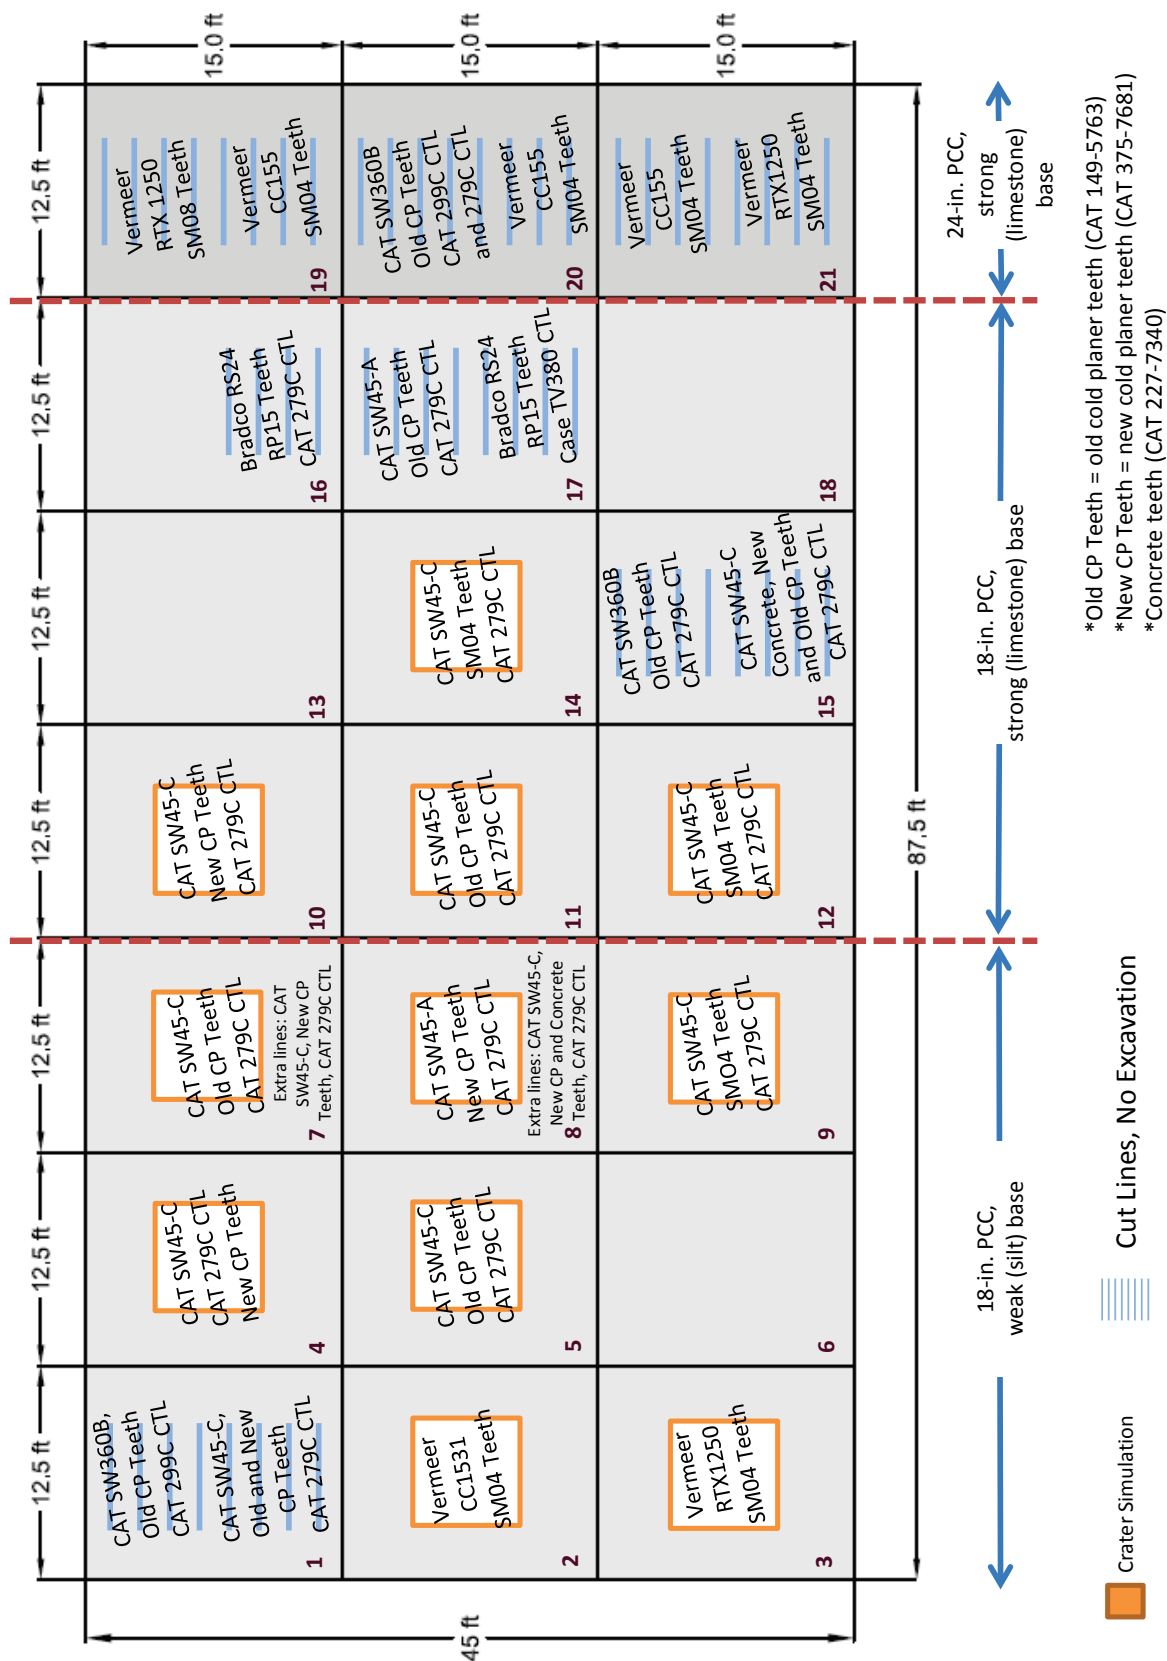 12.5 ft
12.5 ft
12.5 ft
12.5 ft
12.5 ft
12.5 ft
12.5 ft
15.0 ft
15.0 ft
15.0 ft
45 ft
87.5 ft
CAT SW360B,
Old CP Teeth
CAT 299C CTL
CAT SW45-C,
Old and New
CP Teeth
CAT 279C CTL
1
CAT SW45-C
CAT 279C CTL
New CP Teeth
4
CAT SW45-C
Old CP Teeth
CAT 279C CTL
Extra lines: CAT
SW45-C, New CP
Teeth, CAT 279C CTL
7
CAT SW45-C
New CP Teeth
CAT 279C CTL
10
13
Bradco RS24
RP15 Teeth
CAT 279C CTL
16
Vermeer
RTX 1250
SM08 Teeth
Vermeer
CC155
SM04 Teeth
19
Vermeer
CC1531
SM04 Teeth
2
CAT SW45-C
Old CP Teeth
CAT 279C CTL
5
CAT SW45-A
New CP Teeth
CAT 279C CTL
Extra lines: CAT SW45-C,
New CP and Concrete
Teeth, CAT 279C CTL
8
CAT SW45-C
Old CP Teeth
CAT 279C CTL
11
CAT SW45-C
SM04 Teeth
CAT 279C CTL
14
CAT SW45-A
Old CP Teeth
CAT 279C CTL
Bradco RS24
RP15 Teeth
Case TV380 CTL
17
CAT SW360B
Old CP Teeth
CAT 299C CTL
and 279C CTL
Vermeer
CC155
SM04 Teeth
20
Vermeer
RTX1250
SM04 Teeth
3
6
CAT SW45-C
SMO4 Teeth
CAT 279C CTL
9
CAT SW45-C
SM04 Teeth
CAT 279C CTL
12
CAT SW360B
Old CP Teeth
CAT 279C CTL
CAT SW45-C
Concrete, New
and Old CP Teeth
CAT 279C CTL
15
18
Vermeer
CC155
SM04 Teeth
Vermeer
RTX1250
SM04 Teeth
21
18-in. PCC,
weak (silt) base
18-in. PCC,
strong (limestone) base
24-in. PCC,
strong
(limestone)
base
Crater Simulation
Cut Lines, No Excavation
*Old CP Teeth = old cold planer teeth (CAT 149-5763)
*New CP Teeth = new cold planer teeth (CAT 375-7681)
*Concrete teeth (CAT 227-7340)